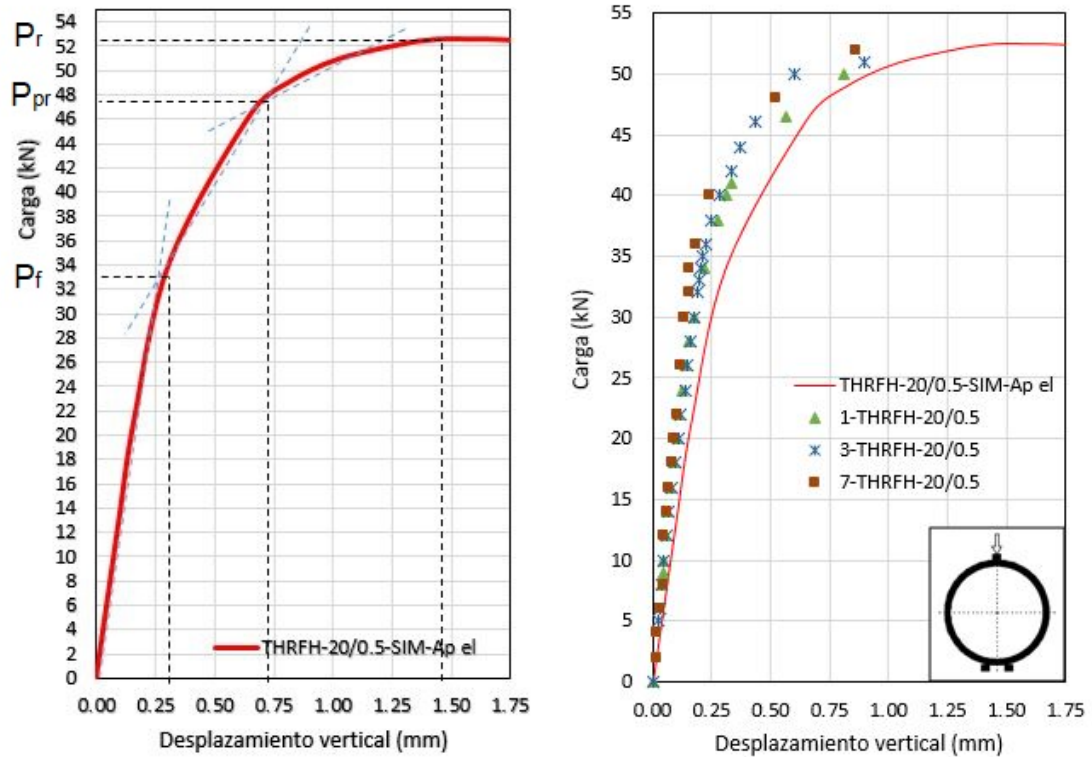 Pr
Ppr
Pf
Carga (kN)
54
52
50
48
46
44
42
40
38
36
34
32
30
28
26
24
22
20
18
16
14
12
10
8
6
4
2
0
THRFH-20/0.5-SIM-Ap el
0.00 0.25 0.50 0.75 1.00 1.25 1.50 1.75
Desplazamiento vertical (mm)
Carga (kN)
55
50
45
40
35
30
25
20
15
10
5
0
THRFH-20/0.5-SIM-Ap el
1-THRFH-20/0.5
3-THRFH-20/0.5
7-THRFH-20/0.5
0.00 0.25 0.50 0.75 1.00 1.25 1.50 1.75
Desplazamiento vertical (mm)